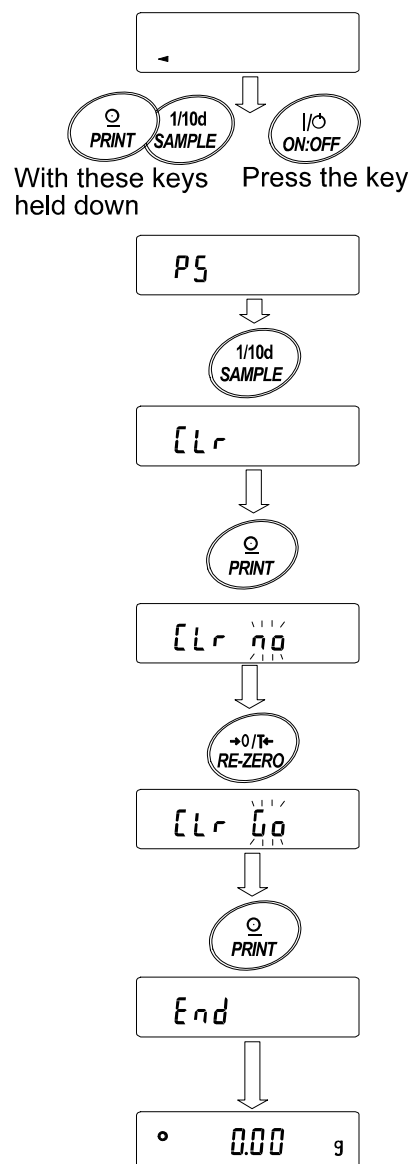 PRINT
1/10d
SAMPLE
I/
ON:OFF
With these keys
held down
Press the key
PS
1/10d
SAMPLE
CLr
PRINT
CLr no
→0/T←
RE-ZERO
CLr Go
PRINT
End
0.00 g